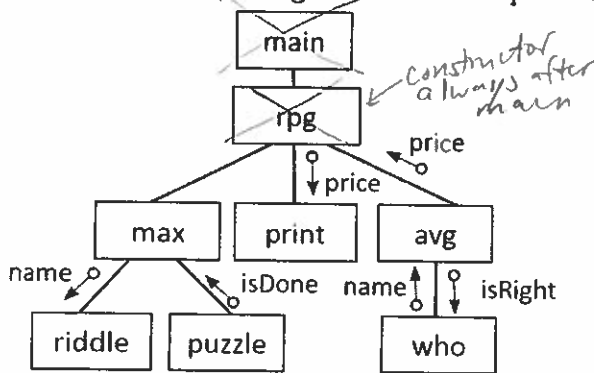 main
constructor
always after
main
rpg
price
price
max
print
avg
name
isDone
name
isRight
riddle
puzzle
who